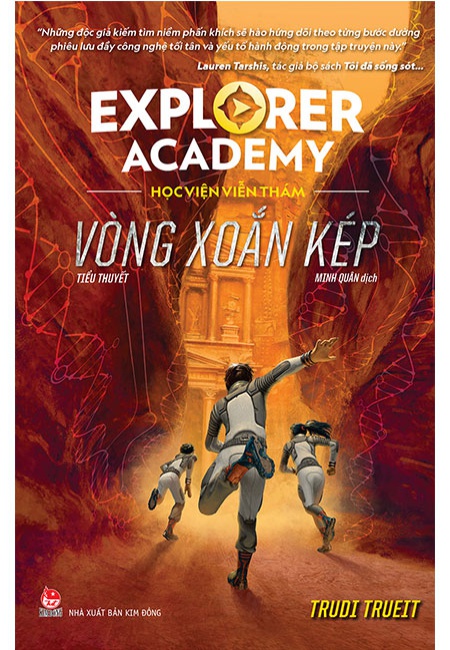 “Những độc giả kiếm tìm niềm phấn khích sẽ hào hứng dõi theo từng bước đường
phiêu lưu đầy công nghệ tối tân và yếu tố hành động trong tập truyện này.”
Lauren Tarshis, tác giả bộ sách Tôi đã sống sót...
EXPLORER
ACADEMY
HỌC VIỆN VIỄN THÁM
VÒNG XOẮN KÉP
TIỂU THUYẾT
MINH QUÂN dịch
NHÀ XUẤT BẢN KIM ĐỒNG
TRUDI TRUEIT